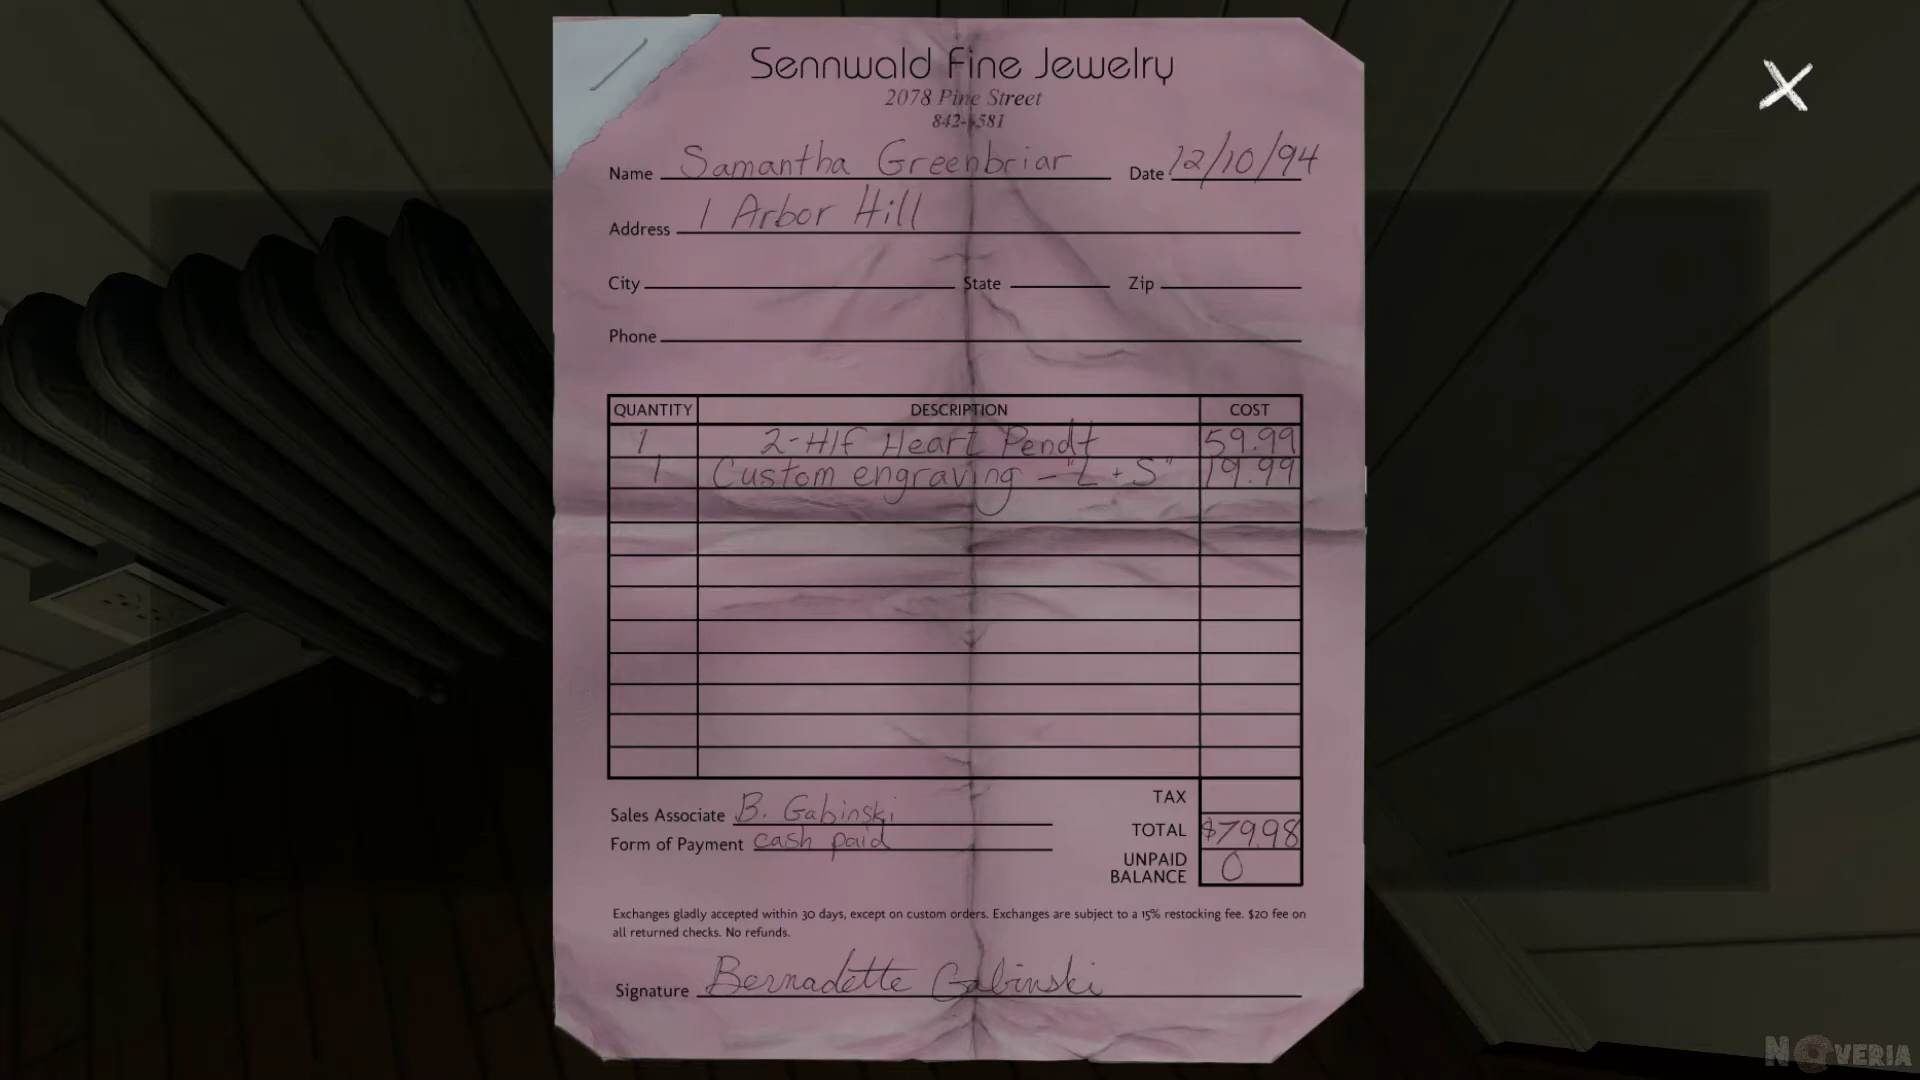 Sennwald Fine Jewelry
2078 Pine Street
Name Samantha Greenbriar Date 12/10/94
Address 1 Arbor Hill
City State Zip
Phone
QUANTITY DESCRIPTION COST
1 2-Hlf Heart Pendt 59.99
1 Custom engraving - "L + S" 19.99
TAX
Sales Associate B. Gabinski
TOTAL $79.98
Form of Payment cash paid
UNPAID BALANCE 0
Exchanges gladly accepted within 30 days, except on custom orders. Exchanges are subject to a 15% restocking fee. $20 fee on
all returned checks. No refunds.
Signature Bernadette Gabinski
NOVERIA